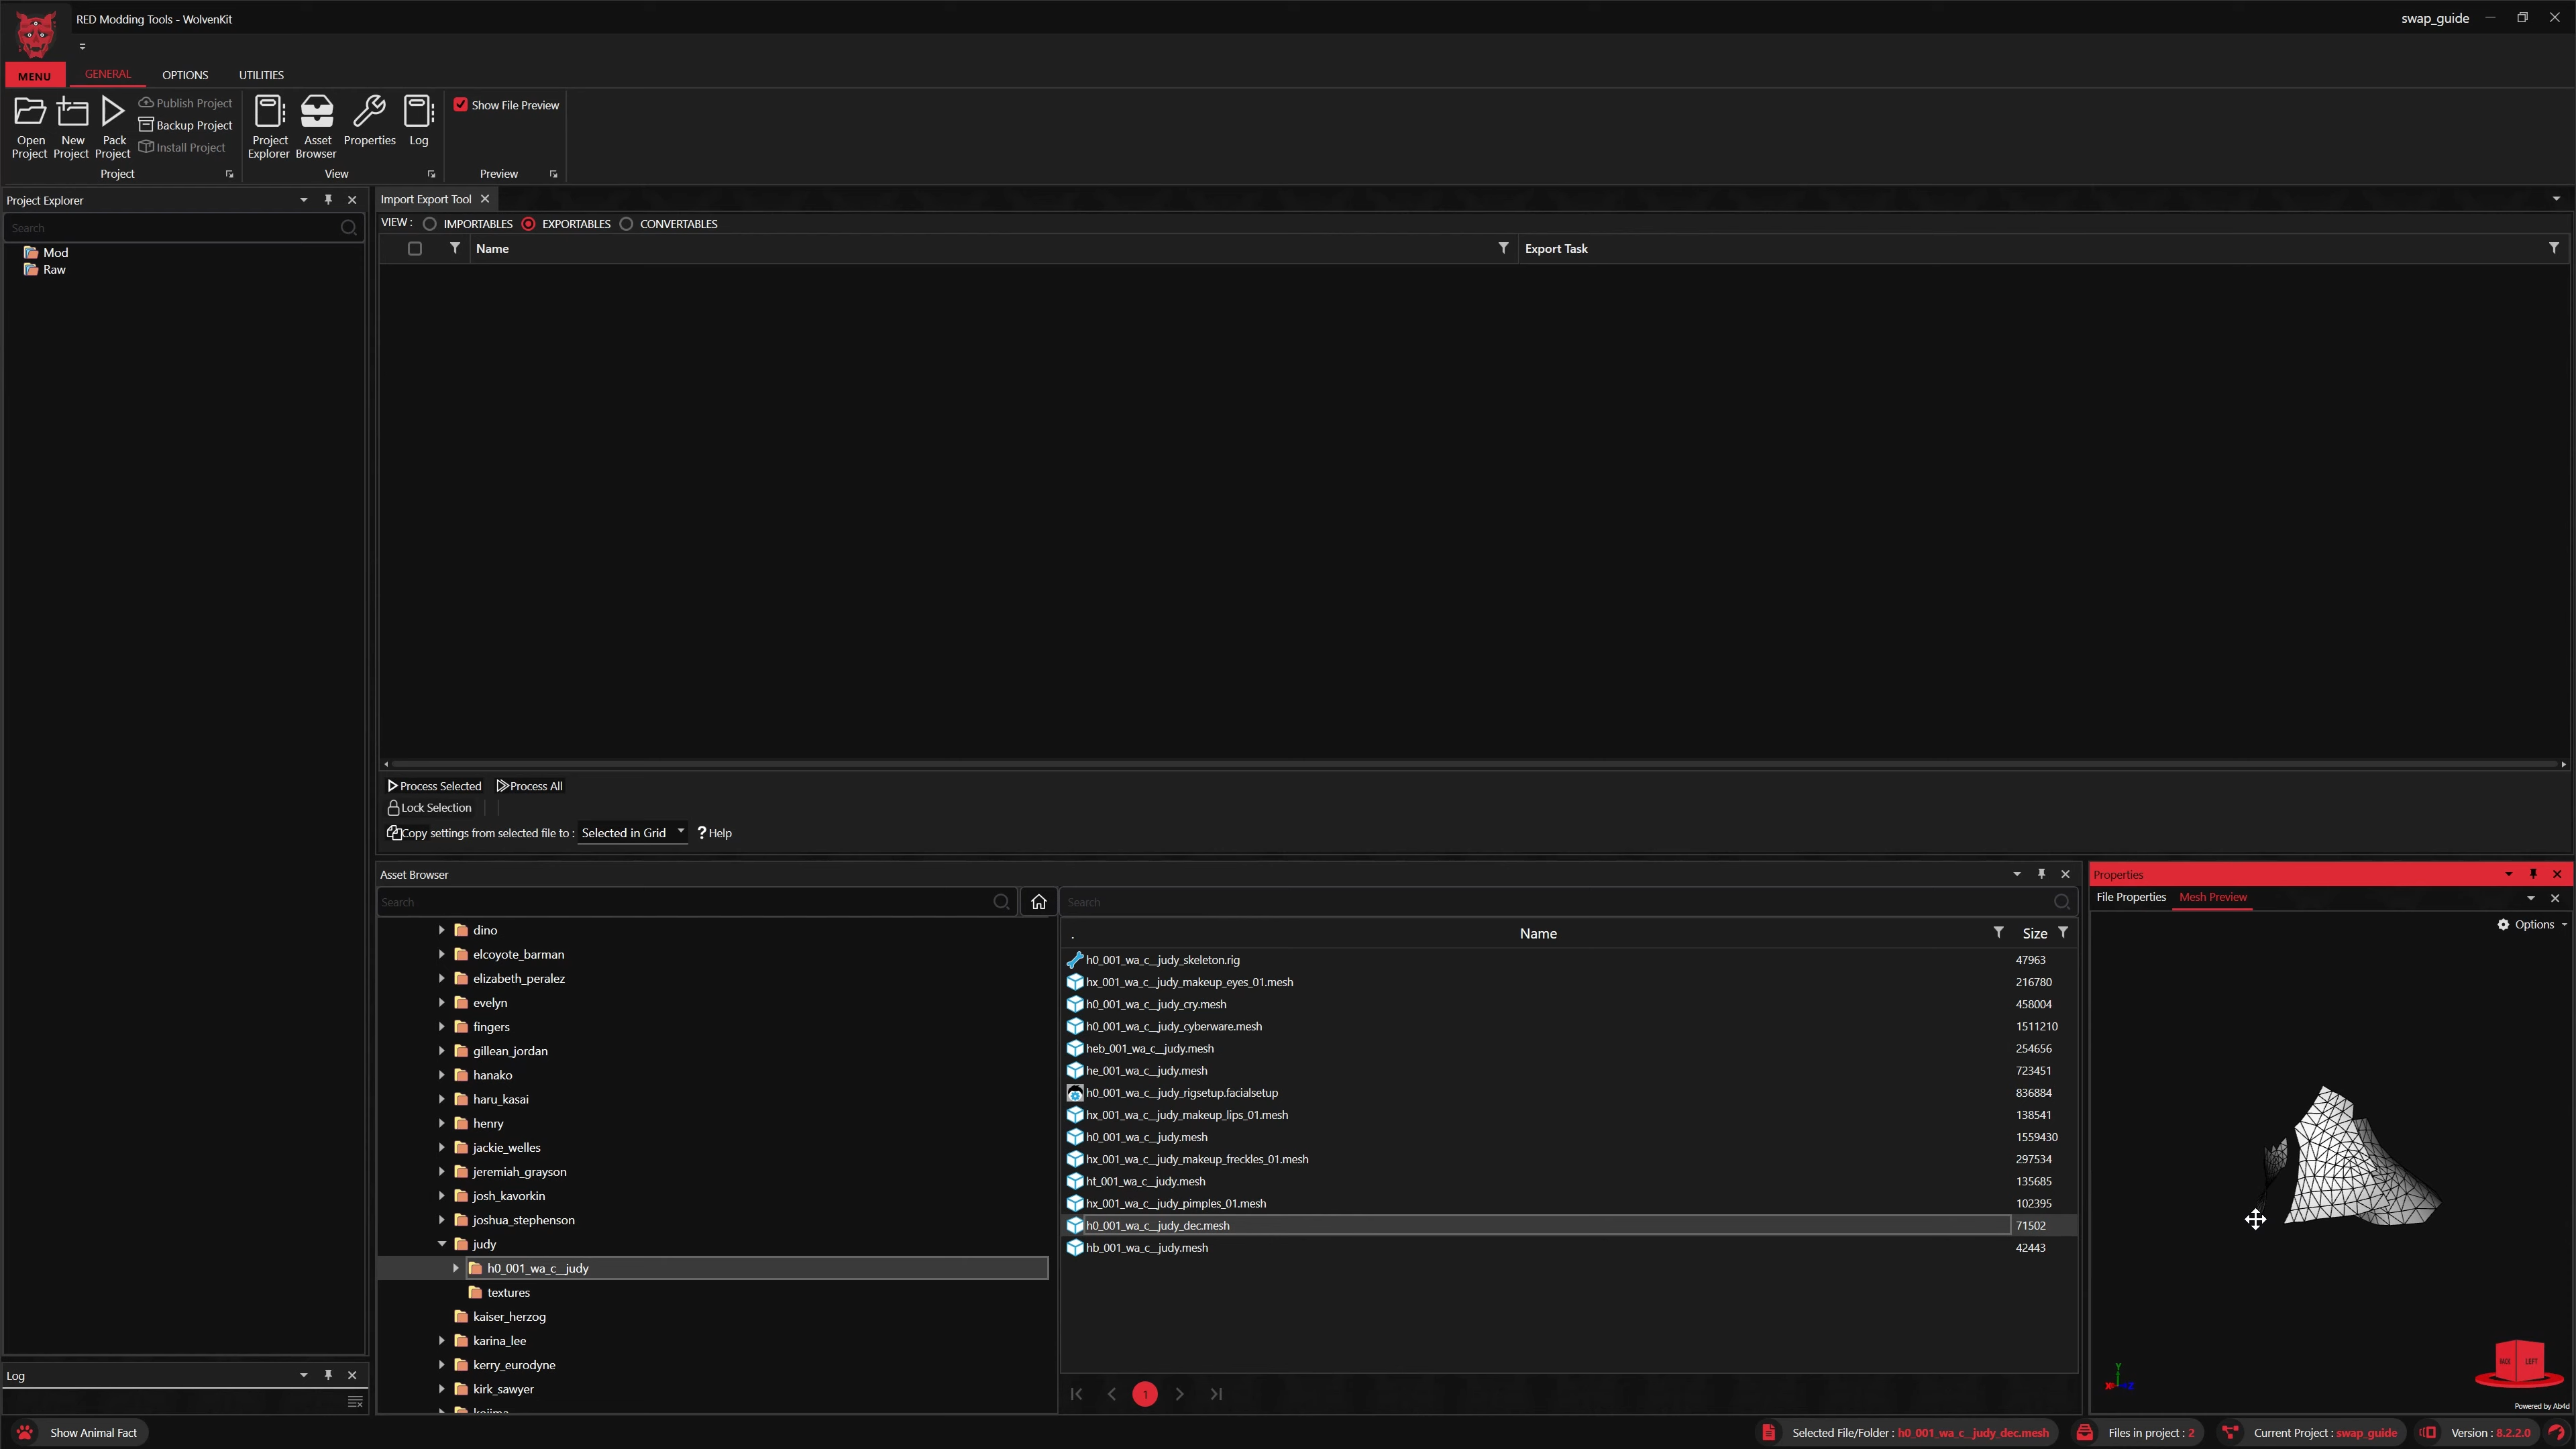 RED Modding Tools - WolvenKit
swap_guide
MENU
GENERAL
OPTIONS
UTILITIES
Open Project
New Project
Pack Project
Publish Project
Backup Project
Install Project
Project
Project Explorer
Asset Browser
Properties
Log
View
Show File Preview
Preview
Project Explorer
Search
Mod
Raw
Import Export Tool
VIEW : IMPORTABLES EXPORTABLES CONVERTABLES
Name Export Task
Process Selected Process All
Lock Selection
Copy settings from selected file to : Selected in Grid ? Help
Asset Browser
Search
dino
elcoyote_barman
elizabeth_peralez
evelyn
fingers
gillean_jordan
hanako
haru_kasai
henry
jackie_welles
jeremiah_grayson
josh_kavorkin
joshua_stephenson
judy
h0_001_wa_c__judy
textures
kaiser_herzog
karina_lee
kerry_eurodyne
kirk_sawyer
Search
. Name Size
h0_001_wa_c__judy_skeleton.rig 47963
hx_001_wa_c__judy_makeup_eyes_01.mesh 216780
h0_001_wa_c__judy_cry.mesh 458004
h0_001_wa_c__judy_cyberware.mesh 1511210
heb_001_wa_c__judy.mesh 254656
he_001_wa_c__judy.mesh 723451
h0_001_wa_c__judy_rigsetup.facialsetup 836884
hx_001_wa_c__judy_makeup_lips_01.mesh 138541
h0_001_wa_c__judy.mesh 1559430
hx_001_wa_c__judy_makeup_freckles_01.mesh 297534
ht_001_wa_c__judy.mesh 135685
hx_001_wa_c__judy_pimples_01.mesh 102395
h0_001_wa_c__judy_dec.mesh 71502
hb_001_wa_c__judy.mesh 42443
1
Properties
File Properties Mesh Preview
Options
Y
LEFT
Powered by Ab4d
Log
Show Animal Fact
Selected File/Folder : h0_001_wa_c__judy_dec.mesh
Files in project : 2
Current Project : swap_guide
Version : 8.2.2.0